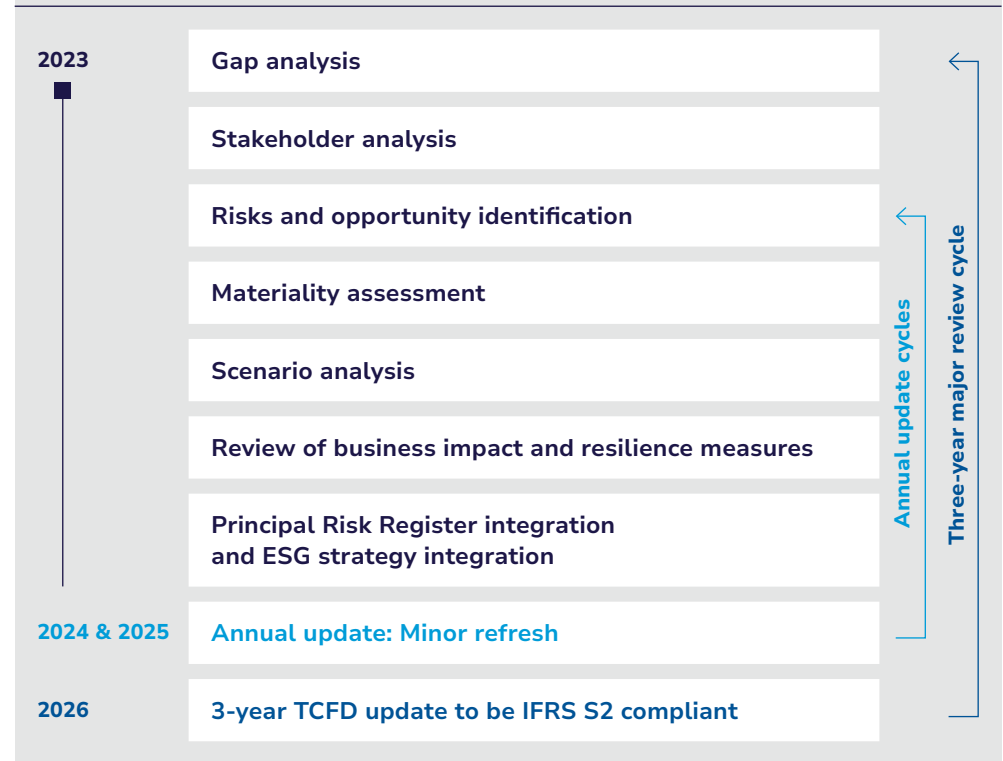 2023
Gap analysis
Stakeholder analysis
Risks and opportunity identification
Materiality assessment
Scenario analysis
Review of business impact and resilience measures
Principal Risk Register integration
and ESG strategy integration
2024 & 2025
Annual update: Minor refresh
2026
3-year TCFD update to be IFRS S2 compliant
Annual update cycles
Three-year major review cycle